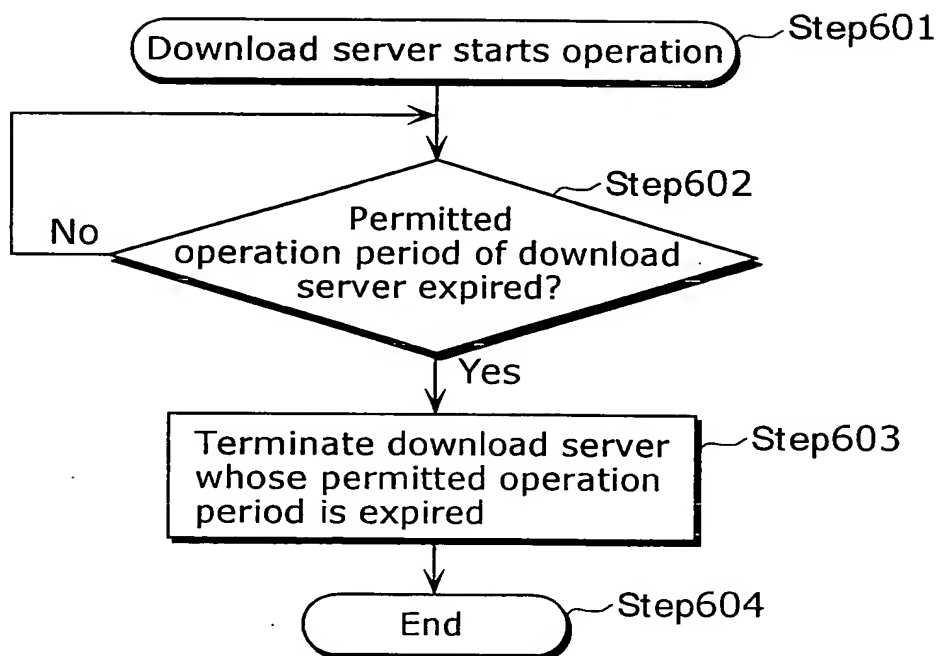 Download server starts operation
Step601
Step602
Permitted
operation period of download
server expired?
No
Yes
Terminate download server
whose permitted operation
period is expired
Step603
End
Step604